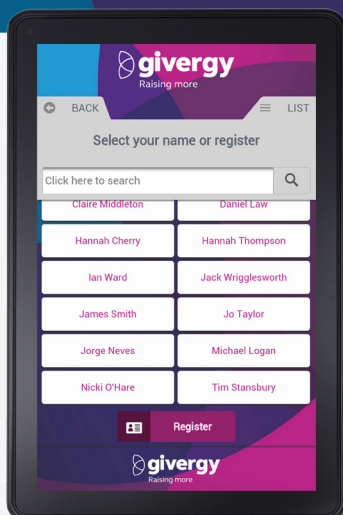 givergy
Raising more
BACK
LIST
Select your name or register
Click here to search
Claire Middleton
Daniel Law
Hannah Cherry
Hannah Thompson
Ian Ward
Jack Wrigglesworth
James Smith
Jo Taylor
Jorge Neves
Michael Logan
Nicki O'Hare
Tim Stansbury
Register
givergy
Raising more